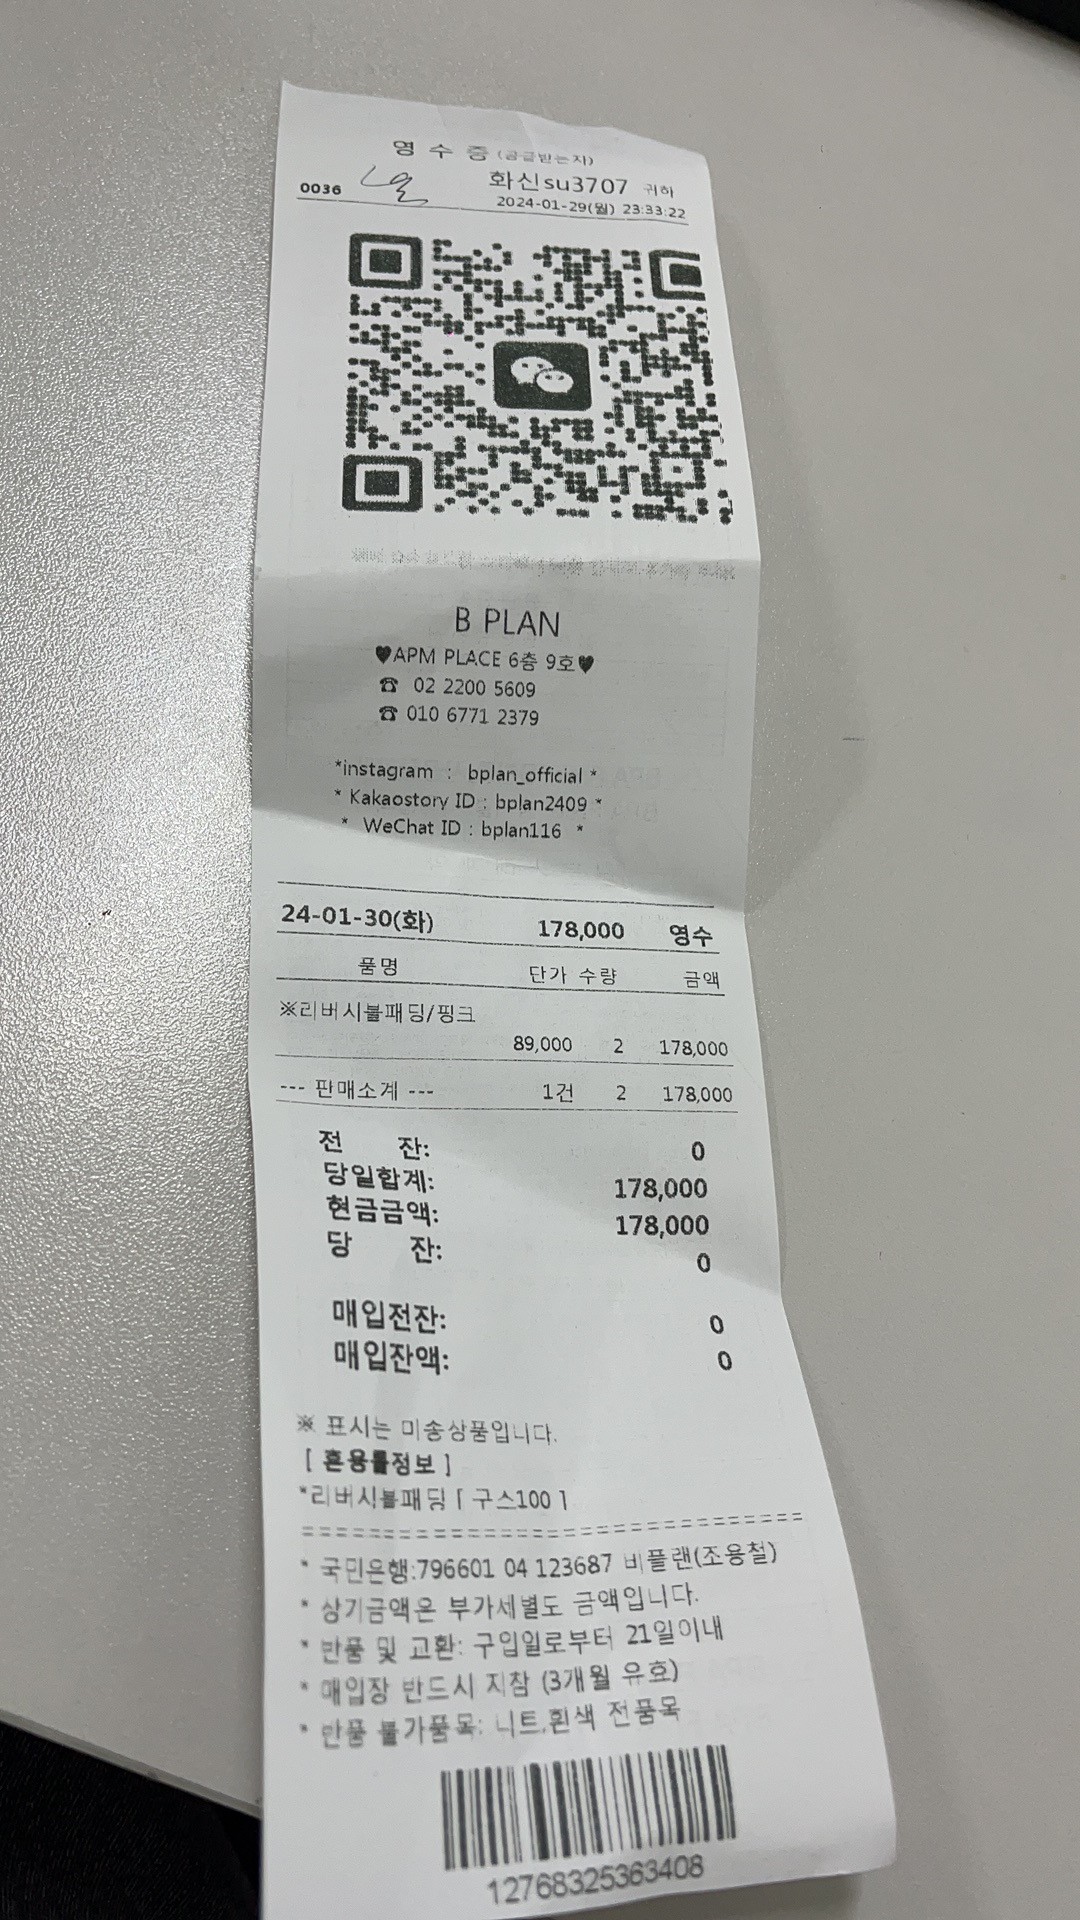 영 수 증 (공급받는자)
0036 화신su3707 귀하
2024-01-29(월) 23:33:22
B PLAN
♥APM PLACE 6층 9호♥
☎ 02 2200 5609
☎ 010 6771 2379
*instagram : bplan_official *
* Kakaostory ID : bplan2409 *
* WeChat ID : bplan116 *
24-01-30(화) 178,000 영수
품명 단가 수량 금액
※리버시블패딩/핑크
89,000 2 178,000
--- 판매소계 --- 1건 2 178,000
전 잔: 0
당일합계: 178,000
현금금액: 178,000
당 잔: 0
매입전잔: 0
매입잔액: 0
※ 표시는 미송상품입니다.
[ 혼용률정보 ]
*리버시블패딩 [ 구스100 ]
================================
* 국민은행:796601 04 123687 비플랜(조용철)
* 상기금액은 부가세별도 금액입니다.
* 반품 및 교환: 구입일로부터 21일이내
* 매입장 반드시 지참 (3개월 유효)
* 반품 불가품목: 니트,흰색 전품목
12768325363408